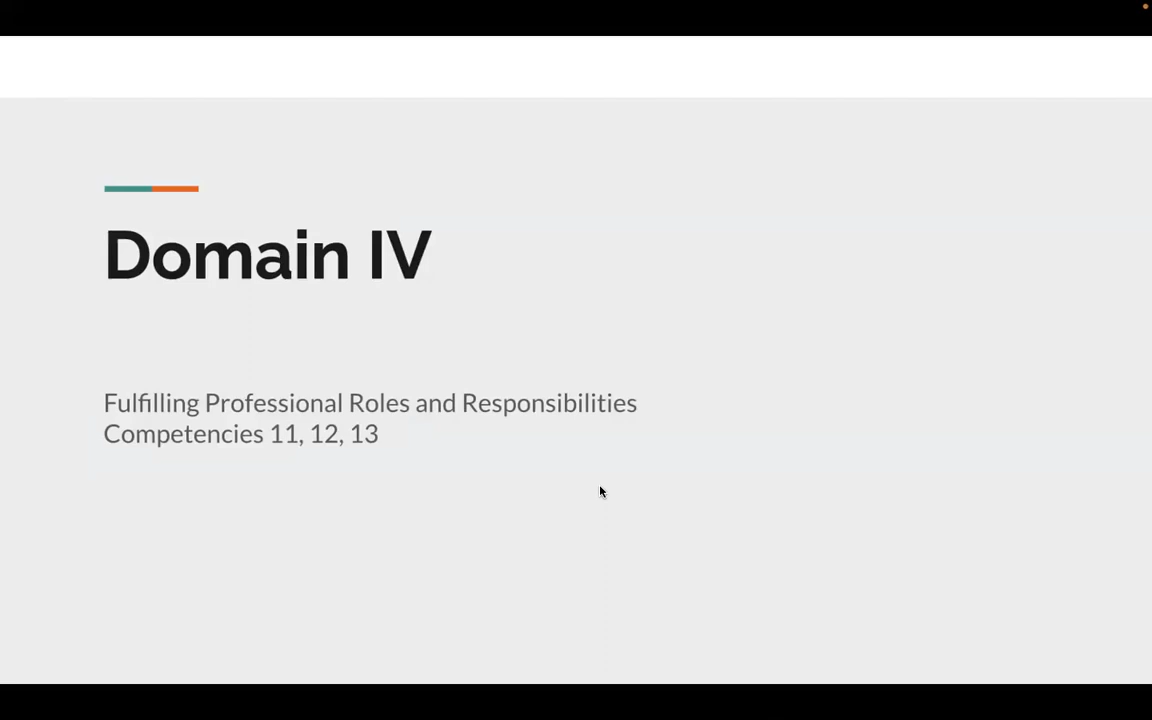 Domain IV
Fulfilling Professional Roles and Responsibilities
Competencies 11, 12, 13